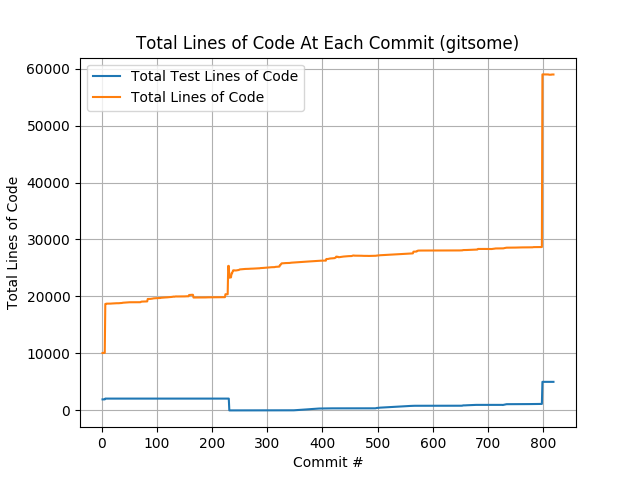 Total Lines of Code At Each Commit (gitsome)
Total Test Lines of Code
Total Lines of Code
60000
50000
40000
30000
20000
10000
0
Total Lines of Code
0 100 200 300 400 500 600 700 800
Commit #